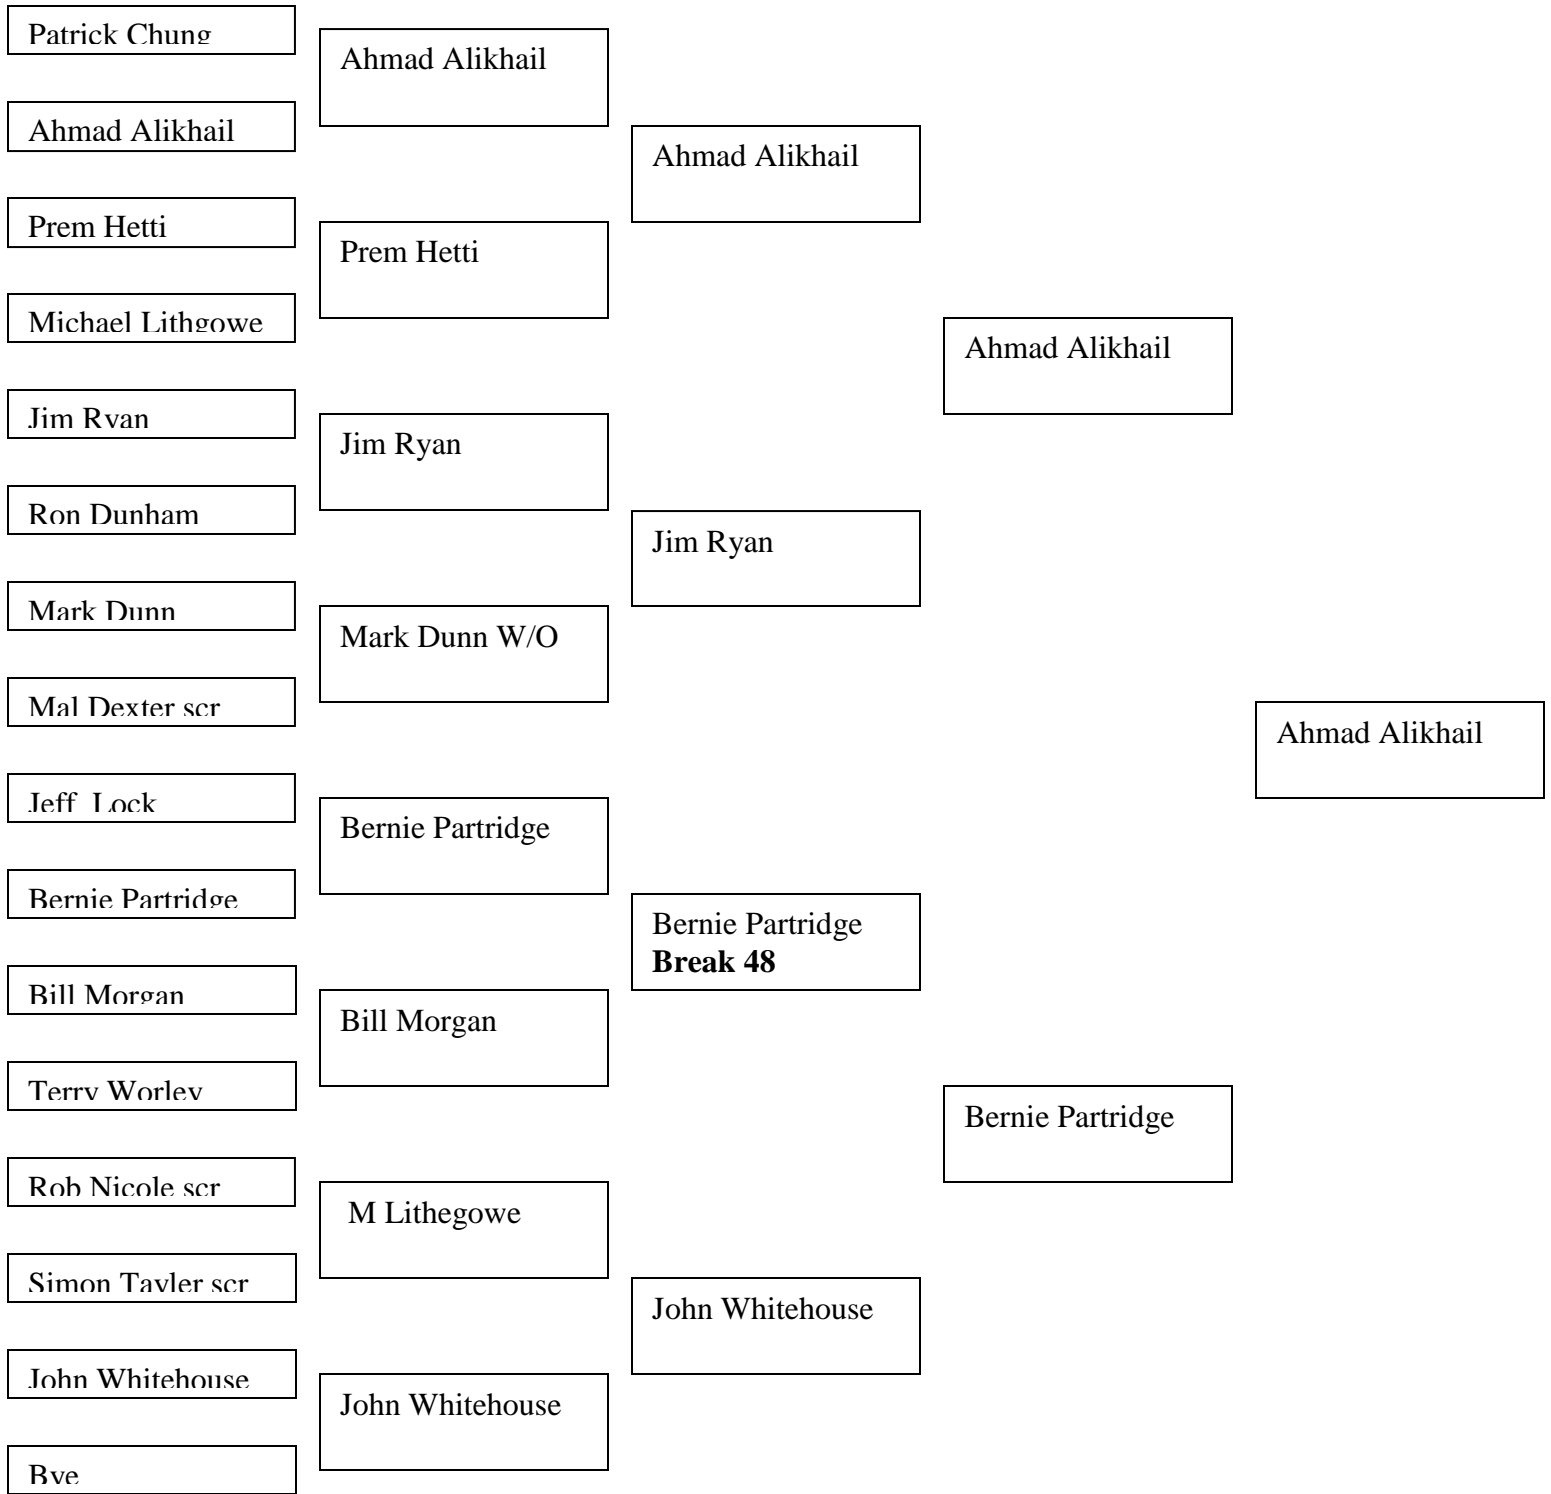 Patrick Chung
Ahmad Alikhail
Prem Hetti
Michael Lithgowe
Jim Ryan
Ron Dunham
Mark Dunn
Mal Dexter scr
Jeff Lock
Bernie Partridge
Bill Morgan
Terry Worley
Rob Nicole scr
Simon Tayler scr
John Whitehouse
Bye
Ahmad Alikhail
Prem Hetti
Jim Ryan
Mark Dunn W/O
Bernie Partridge
Bill Morgan
M Lithegowe
John Whitehouse
Ahmad Alikhail
Jim Ryan
Bernie Partridge
Break 48
John Whitehouse
Ahmad Alikhail
Bernie Partridge
Ahmad Alikhail